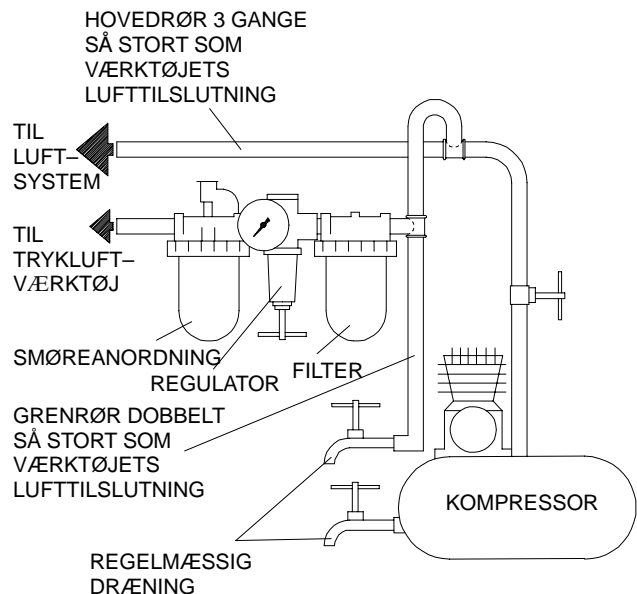 HOVEDRØR 3 GANGE
SÅ STORT SOM
VÆRKTØJETS
LUFTTILSLUTNING
TIL
LUFT–
SYSTEM
TIL
TRYKLUFT–
VÆRKTØJ
SMØREANORDNING
REGULATOR
FILTER
GRENRØR DOBBELT
SÅ STORT SOM
VÆRKTØJETS
LUFTTILSLUTNING
KOMPRESSOR
REGELMÆSSIG
DRÆNING